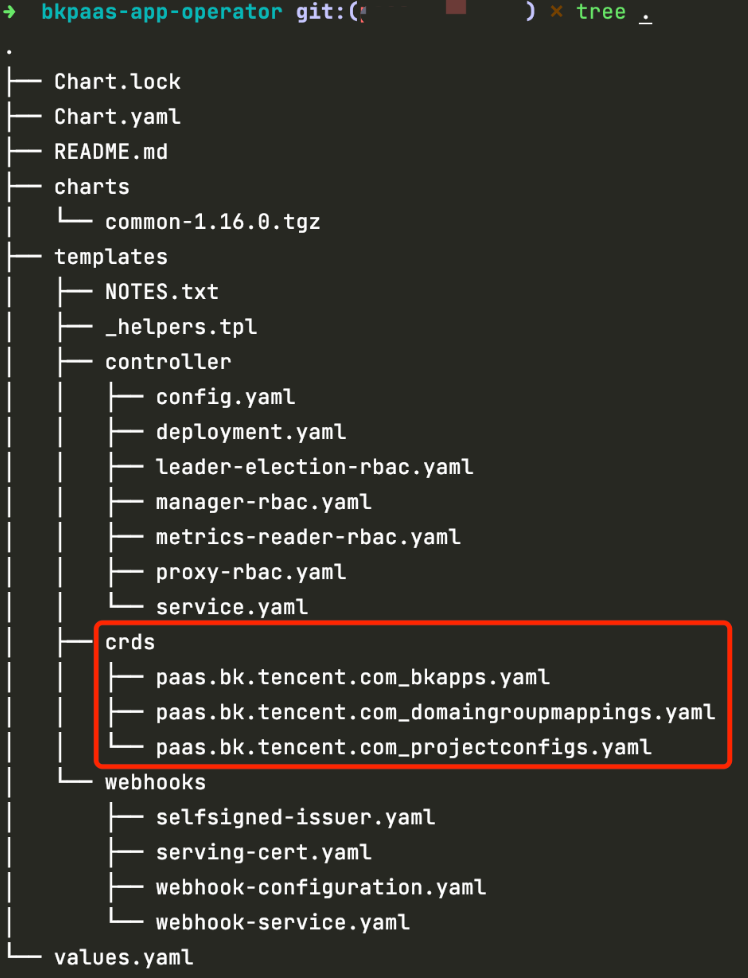 ➜ bkpaas-app-operator git:( ) × tree .
.
├── Chart.lock
├── Chart.yaml
├── README.md
├── charts
│   └── common-1.16.0.tgz
├── templates
│   ├── NOTES.txt
│   ├── _helpers.tpl
│   ├── controller
│   │   ├── config.yaml
│   │   ├── deployment.yaml
│   │   ├── leader-election-rbac.yaml
│   │   ├── manager-rbac.yaml
│   │   ├── metrics-reader-rbac.yaml
│   │   ├── proxy-rbac.yaml
│   │   └── service.yaml
│   ├── crds
│   │   ├── paas.bk.tencent.com_bkapps.yaml
│   │   ├── paas.bk.tencent.com_domaingroupmappings.yaml
│   │   └── paas.bk.tencent.com_projectconfigs.yaml
│   └── webhooks
│       ├── selfsigned-issuer.yaml
│       ├── serving-cert.yaml
│       ├── webhook-configuration.yaml
│       └── webhook-service.yaml
└── values.yaml